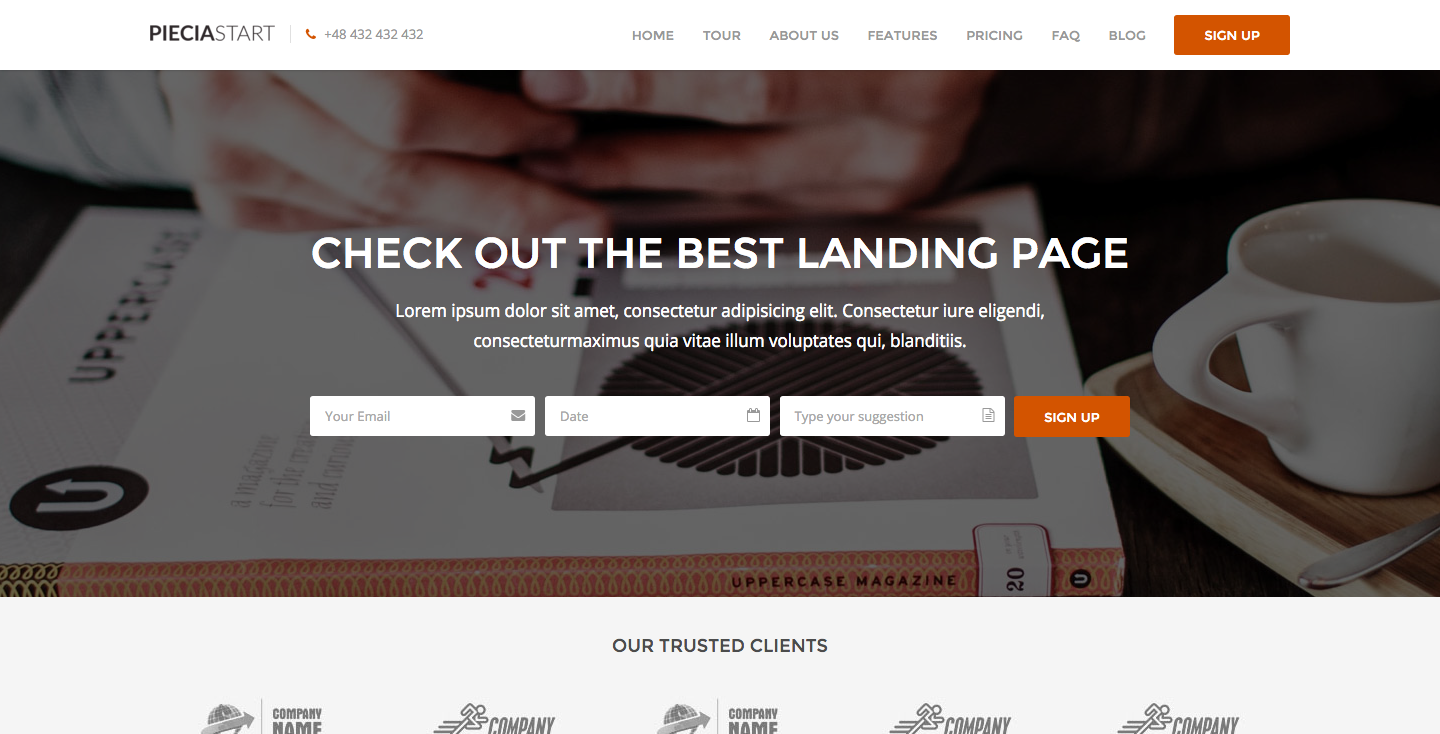 PIECIASTART
+48 432 432 432
HOME TOUR ABOUT US FEATURES PRICING FAQ BLOG SIGN UP
CHECK OUT THE BEST LANDING PAGE
Lorem ipsum dolor sit amet, consectetur adipisicing elit. Consectetur iure eligendi,
consecteturmaximus quia vitae illum voluptates qui, blanditiis.
Your Email
Date
Type your suggestion
SIGN UP
UPPERCASE
a magazine
for the
and
UPPERCASE MAGAZINE
20
OUR TRUSTED CLIENTS
COMPANY
NAME
COMPANY
COMPANY
NAME
COMPANY
COMPANY